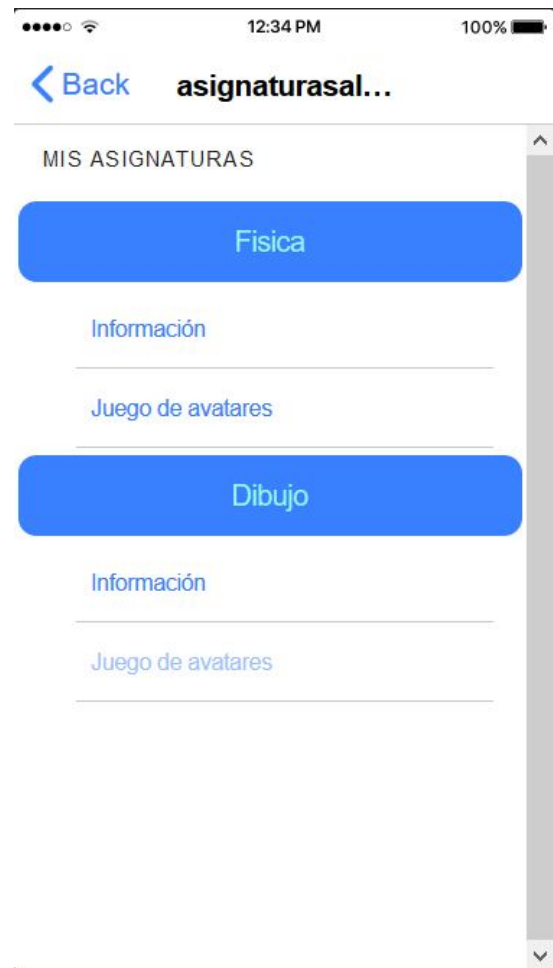 12:34 PM 100%
Back asignaturasal...
MIS ASIGNATURAS
Fisica
Información
Juego de avatares
Dibujo
Información
Juego de avatares